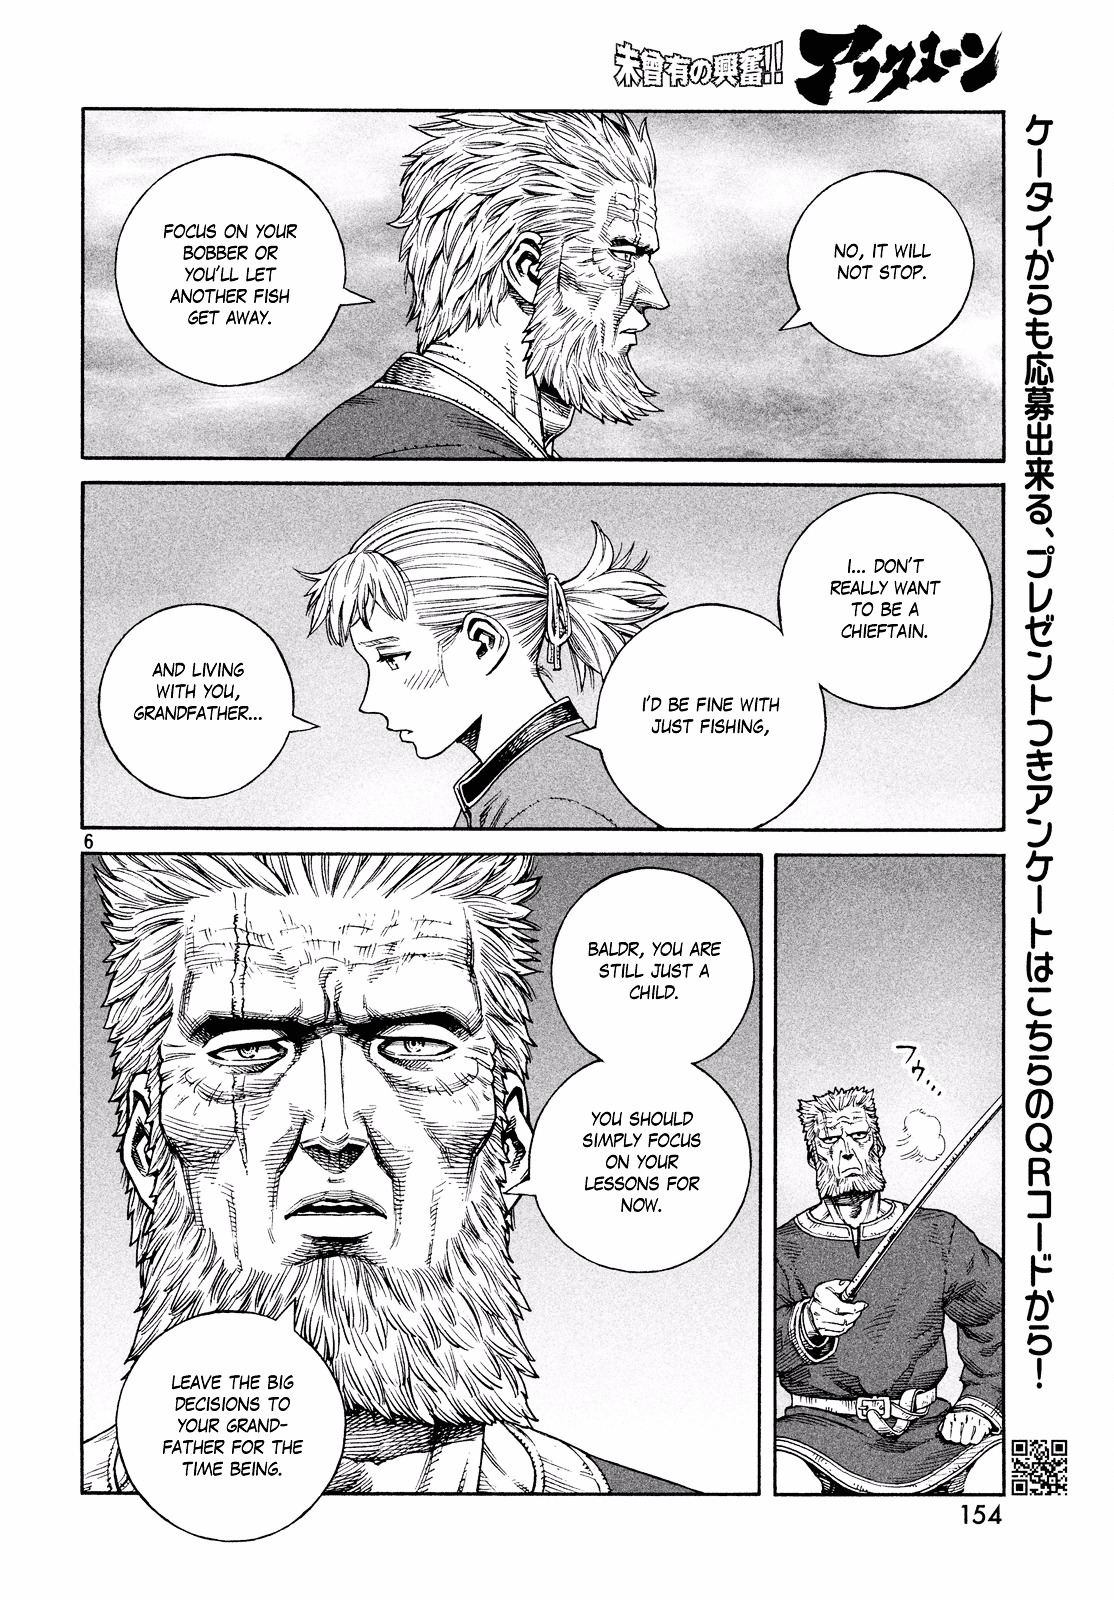 未曾有の興奮!!
アフタヌーン
ケータイからも応募出来る、プレゼントつきアンケートはこちらのQRコードから!
NO, IT WILL
NOT STOP.
FOCUS ON YOUR
BOBBER OR
YOU'LL LET
ANOTHER FISH
GET AWAY.
I... DON'T
REALLY WANT
TO BE A
CHIEFTAIN.
I'D BE FINE WITH
JUST FISHING,
AND LIVING
WITH YOU,
GRANDFATHER...
6
フゥ...
BALDR, YOU ARE
STILL JUST A
CHILD.
YOU SHOULD
SIMPLY FOCUS
ON YOUR
LESSONS FOR
NOW.
LEAVE THE BIG
DECISIONS TO
YOUR GRAND-
FATHER FOR THE
TIME BEING.
154